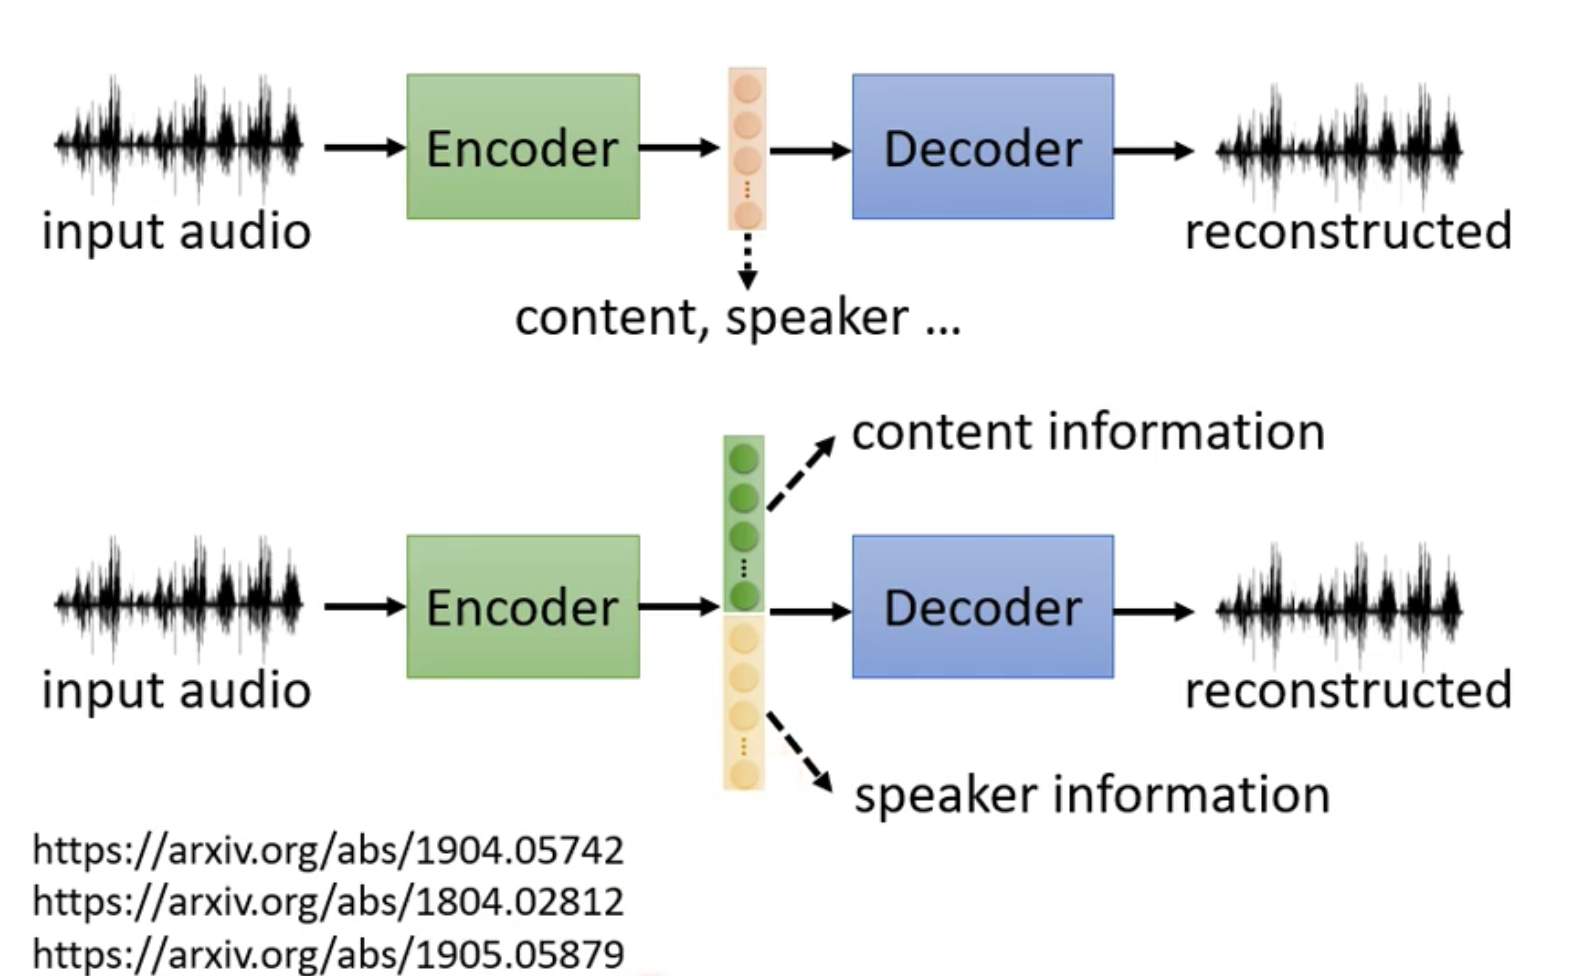 Encoder
Decoder
input audio
reconstructed
content, speaker ...
content information
Encoder
Decoder
input audio
reconstructed
speaker information
https://arxiv.org/abs/1904.05742
https://arxiv.org/abs/1804.02812
https://arxiv.org/abs/1905.05879